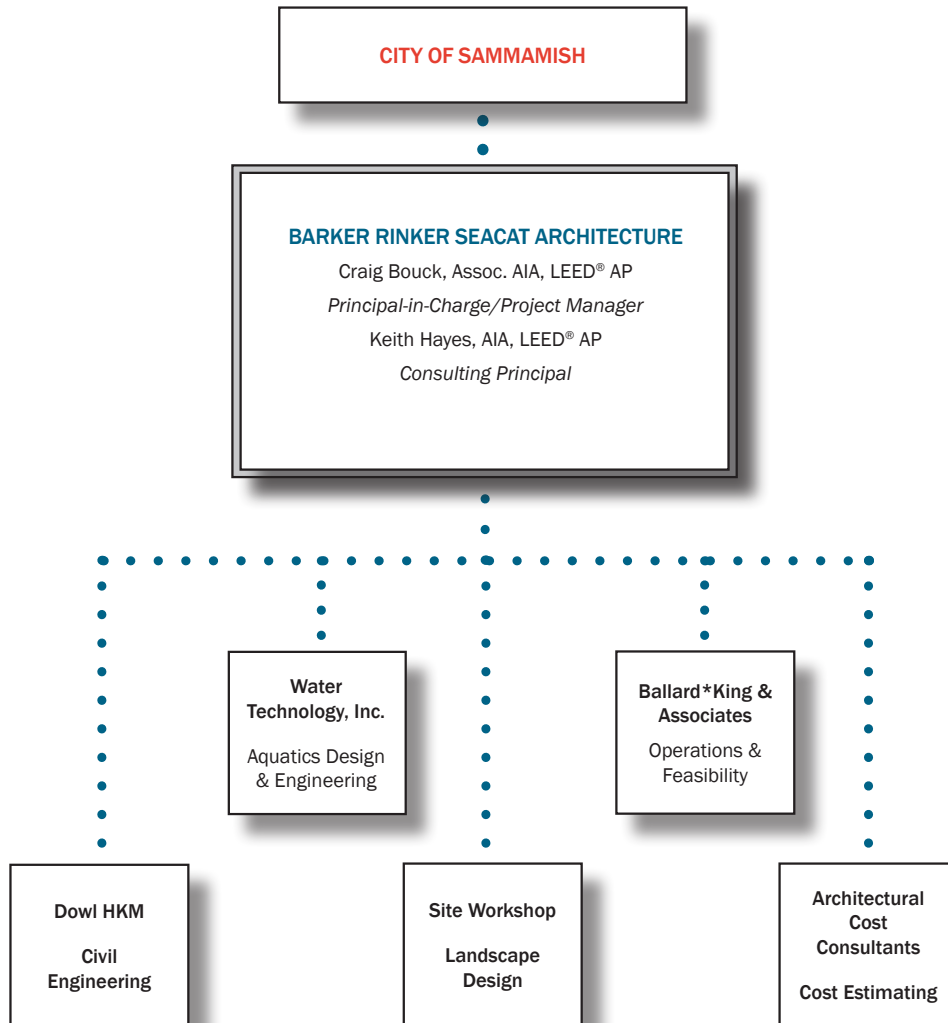 CITY OF SAMMAMISH
BARKER RINKER SEACAT ARCHITECTURE
Craig Bouck, Assoc. AIA, LEED® AP
Principal-in-Charge/Project Manager
Keith Hayes, AIA, LEED® AP
Consulting Principal
Water
Technology, Inc.
Aquatics Design
& Engineering
Ballard*King &
Associates
Operations &
Feasibility
Dowl HKM
Civil
Engineering
Site Workshop
Landscape
Design
Architectural
Cost
Consultants
Cost Estimating